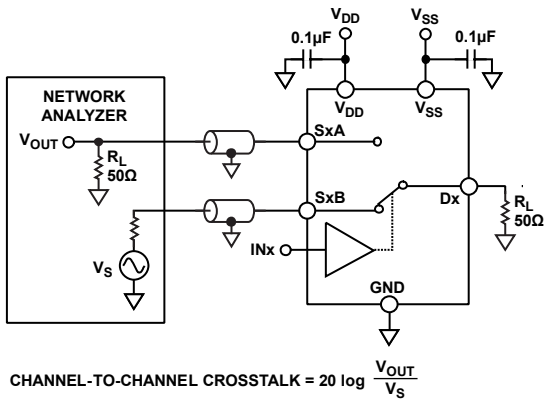 V_DD
V_SS
0.1µF
0.1µF
NETWORK
ANALYZER
V_DD
V_SS
V_OUT
SxA
R_L
50Ω
SxB
Dx
R_L
50Ω
INx
V_S
GND
CHANNEL-TO-CHANNEL CROSSTALK = 20 log V_OUT
V_S